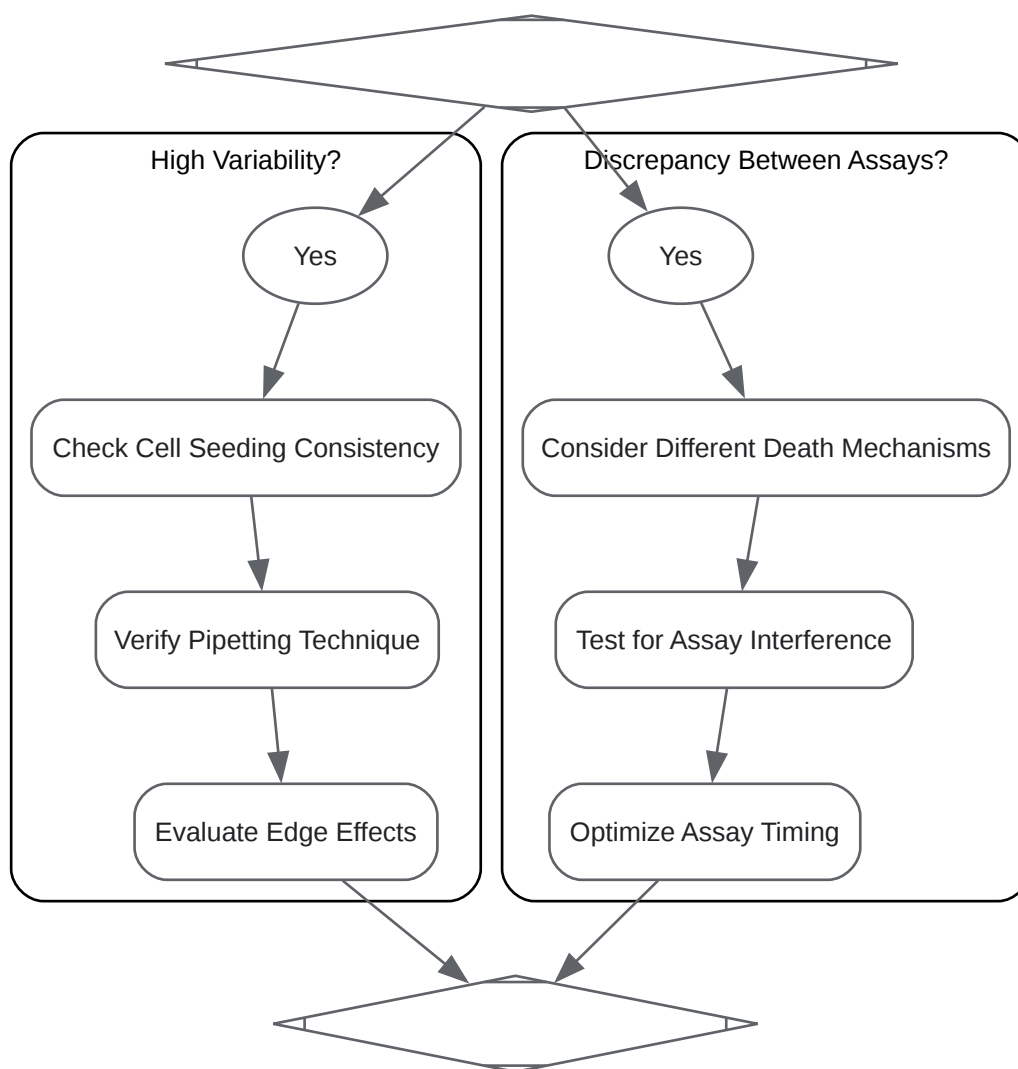 High Variability?
Yes
Check Cell Seeding Consistency
Verify Pipetting Technique
Evaluate Edge Effects
Discrepancy Between Assays?
Yes
Consider Different Death Mechanisms
Test for Assay Interference
Optimize Assay Timing